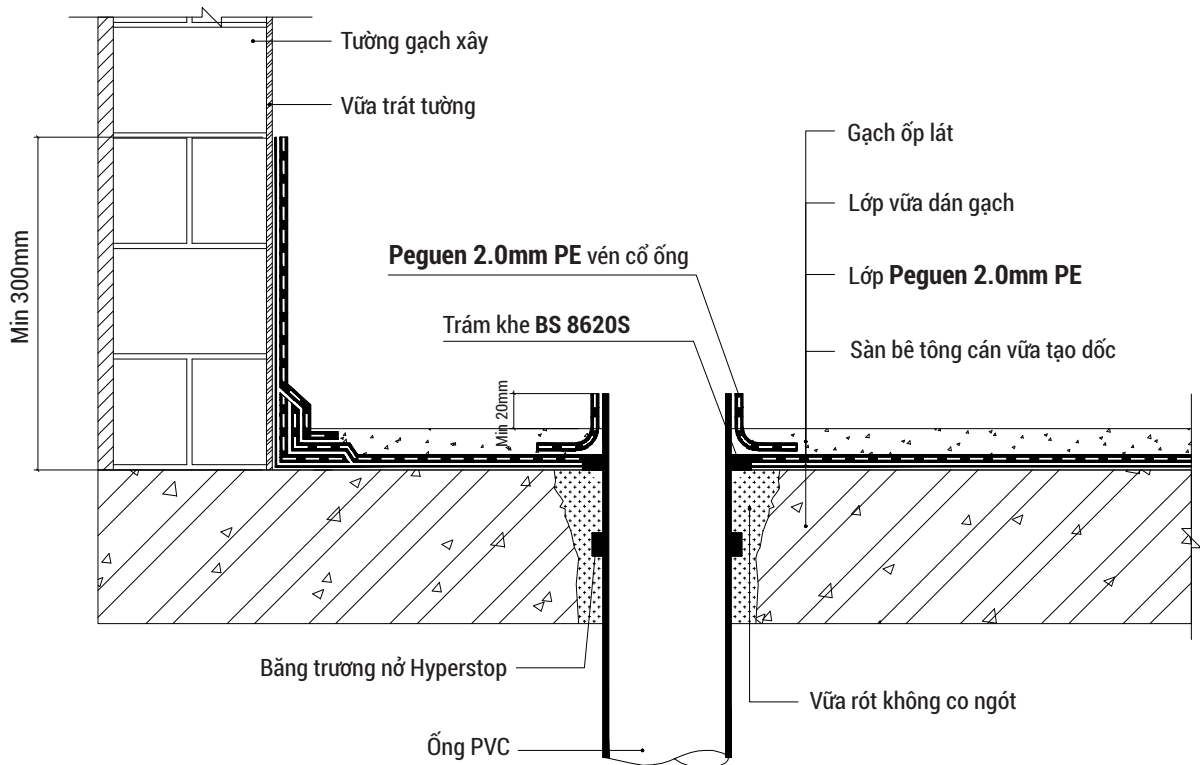 Tường gạch xây
Vữa trát tường
Gạch ốp lát
Lớp vữa dán gạch
Peguen 2.0mm PE vén cổ ống
Lớp Peguen 2.0mm PE
Min 300mm
Trám khe BS 8620S
Sàn bê tông cán vữa tạo dốc
Min 20mm
Băng trương nở Hyperstop
Vữa rót không co ngót
Ống PVC